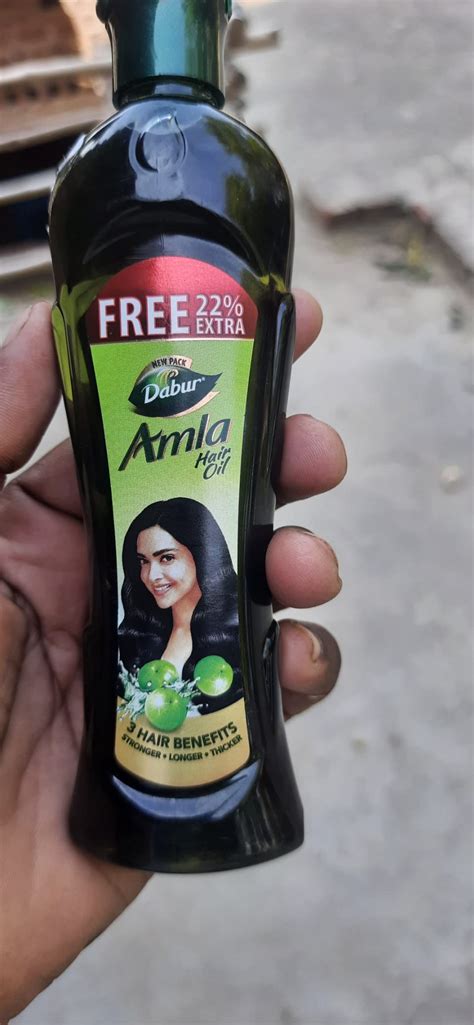 FREE 22% EXTRA
NEW PACK
Dabur
Amla
Hair
Oil
3 HAIR BENEFITS
STRONGER • LONGER • THICKER